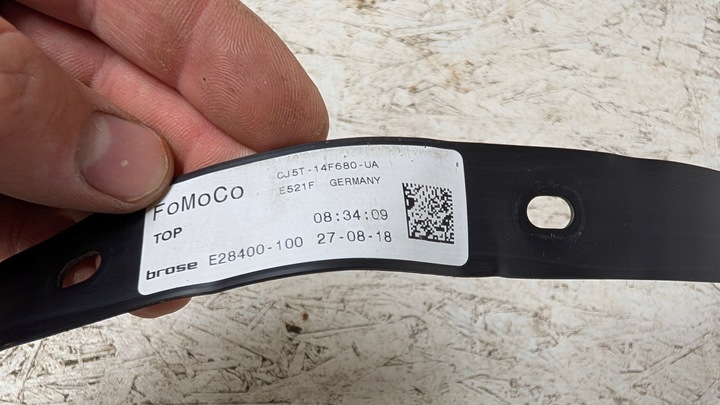 CJ5T-14F680-UA
FoMoCo E521F GERMANY
TOP 08:34:09
brose E28400-100 27-08-18